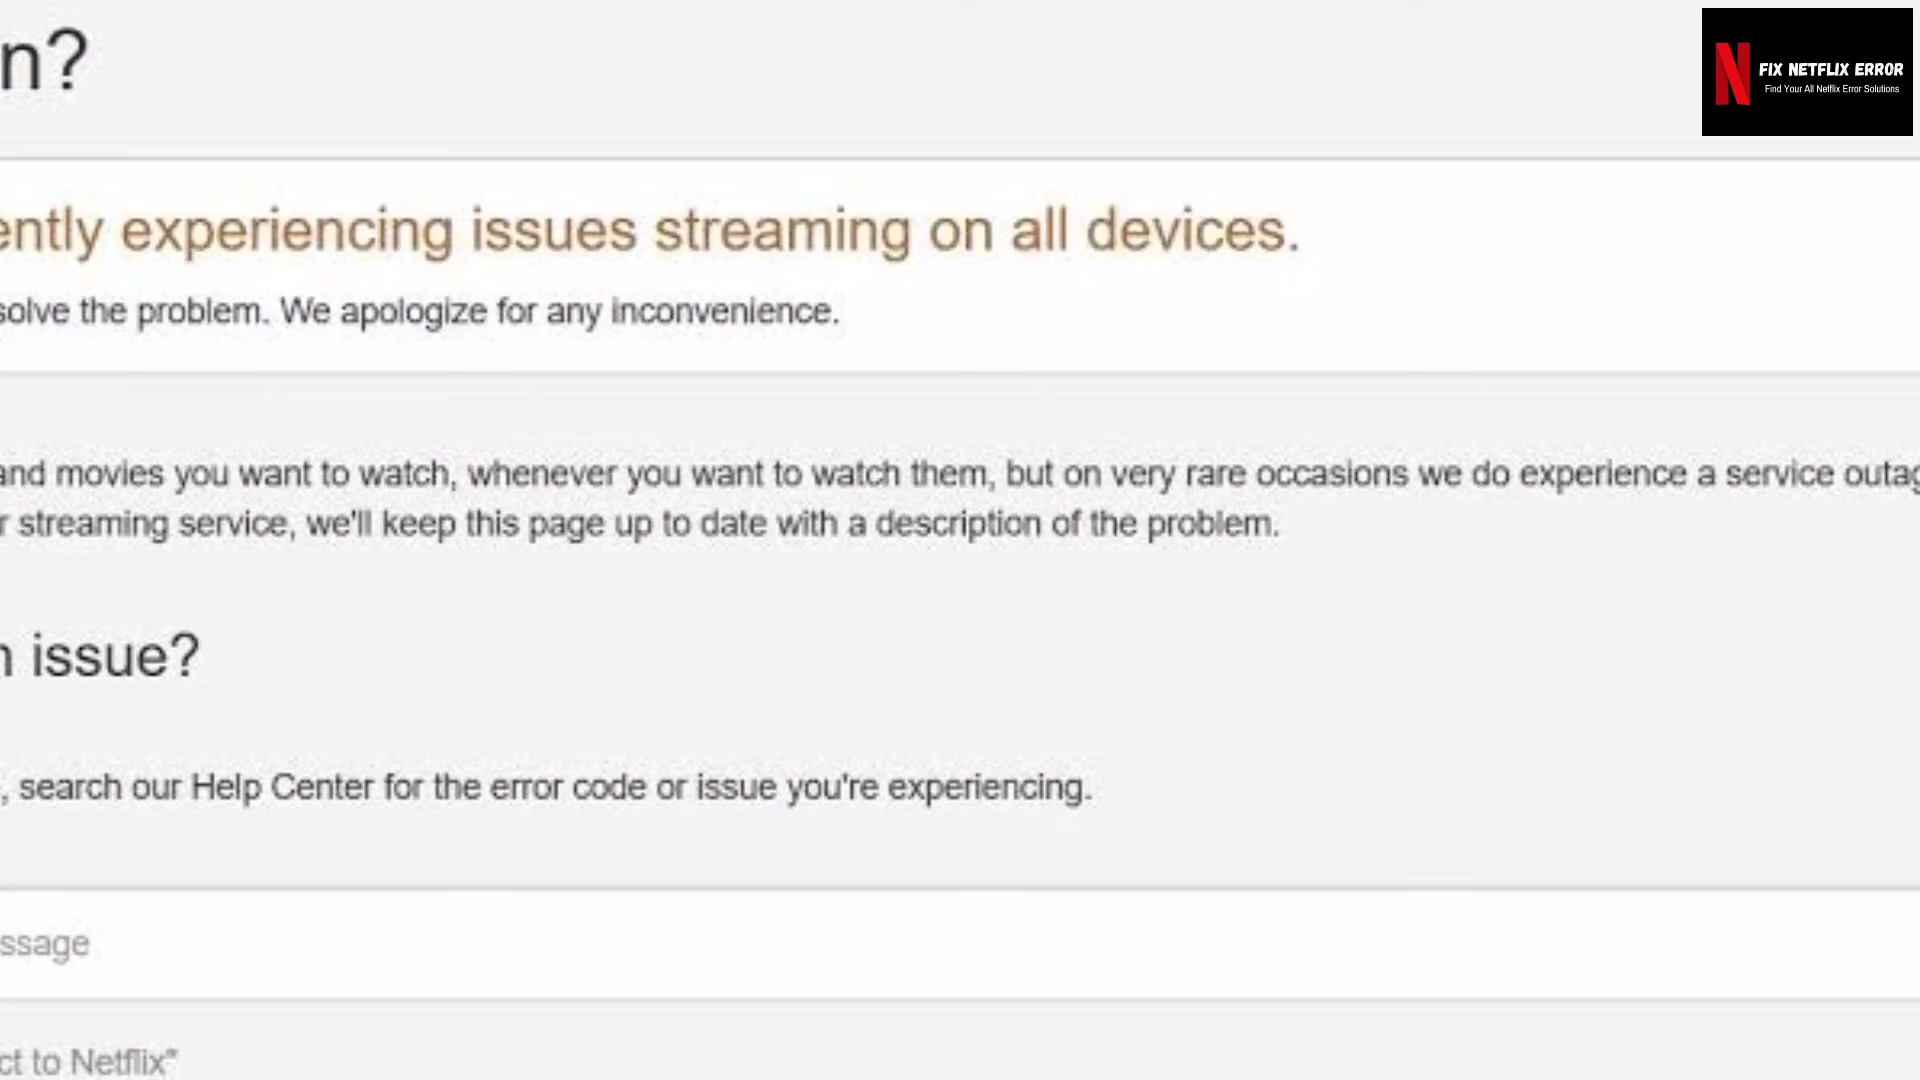 n?
FIX NETFLIX ERROR
Find Your All Netflix Error Solutions
ently experiencing issues streaming on all devices.
solve the problem. We apologize for any inconvenience.
and movies you want to watch, whenever you want to watch them, but on very rare occasions we do experience a service outag
r streaming service, we'll keep this page up to date with a description of the problem.
n issue?
, search our Help Center for the error code or issue you're experiencing.
ssage
ct to Netflix"